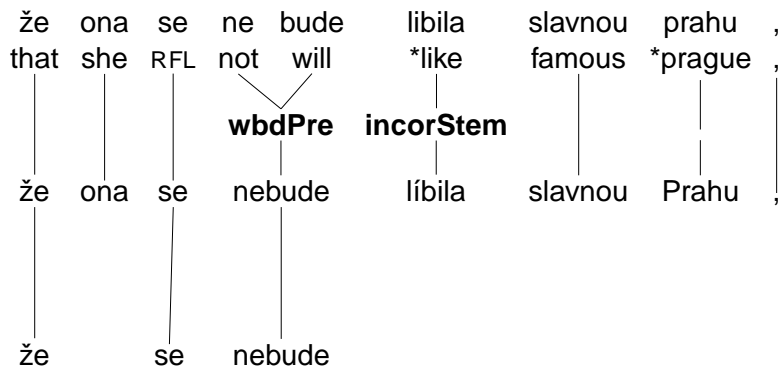 že ona se ne bude libila slavnou prahu ,
that she RFL not will *like famous *prague ,
wbdPre incorStem
že ona se nebude líbila slavnou Prahu ,
že se nebude